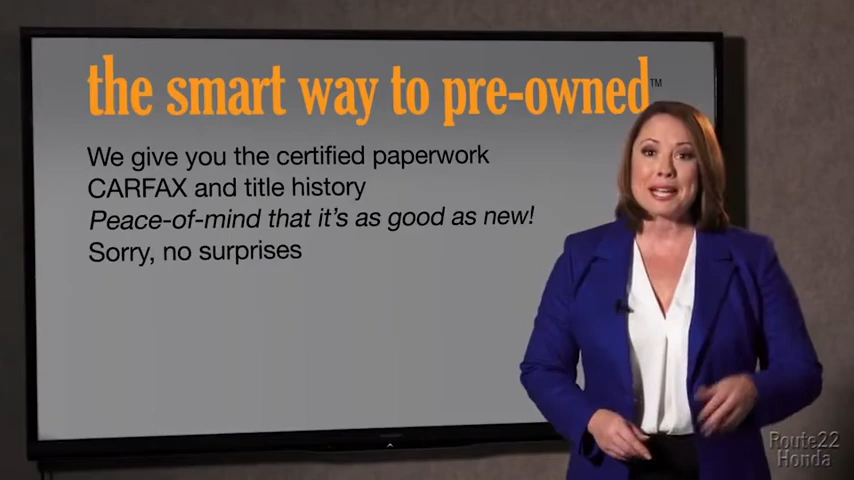 the smart way to pre-owned™
We give you the certified paperwork
CARFAX and title history
Peace-of-mind that it's as good as new!
Sorry, no surprises
Route22
Honda